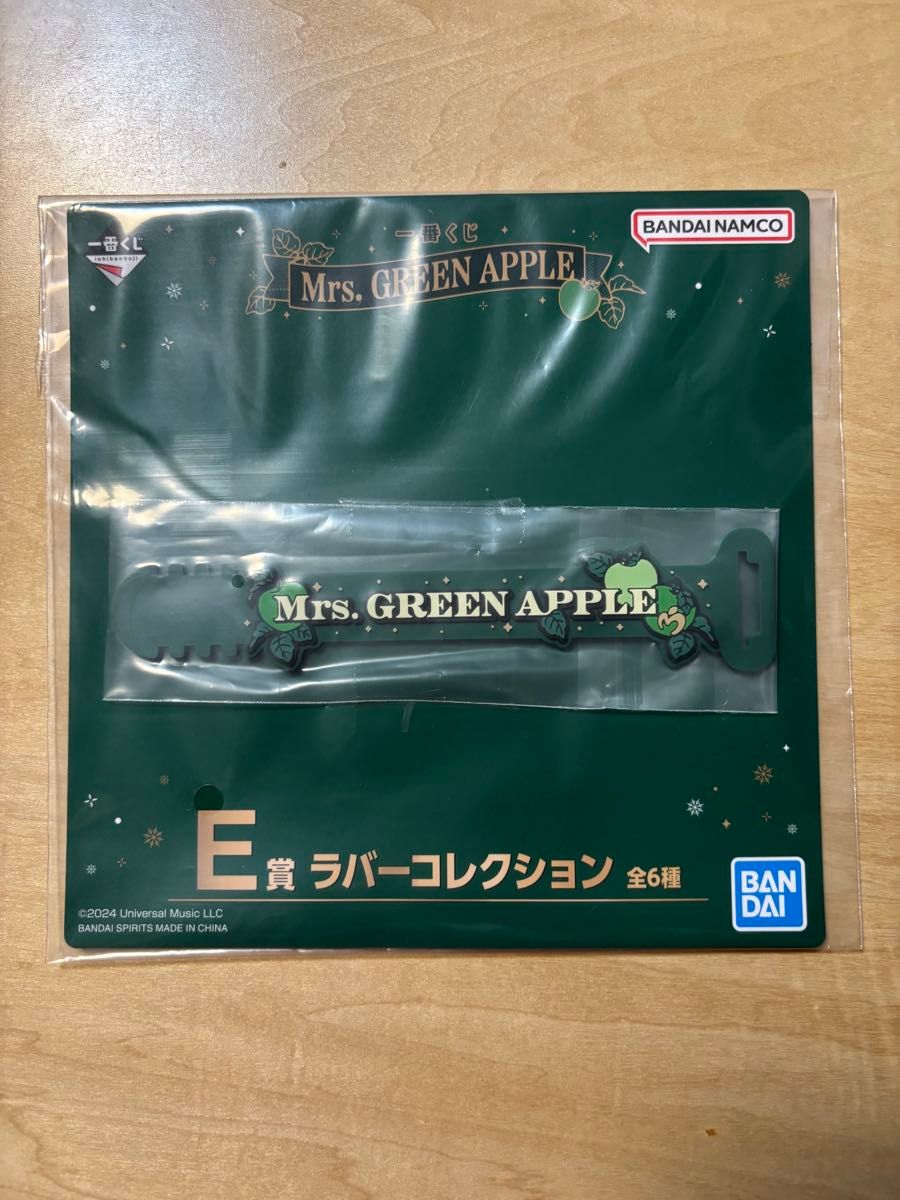 一番くじ
ichibankuji
一番くじ
Mrs. GREEN APPLE
BANDAI NAMCO
Mrs. GREEN APPLE
E賞 ラバーコレクション 全6種
©2024 Universal Music LLC
BANDAI SPIRITS MADE IN CHINA
BAN
DAI